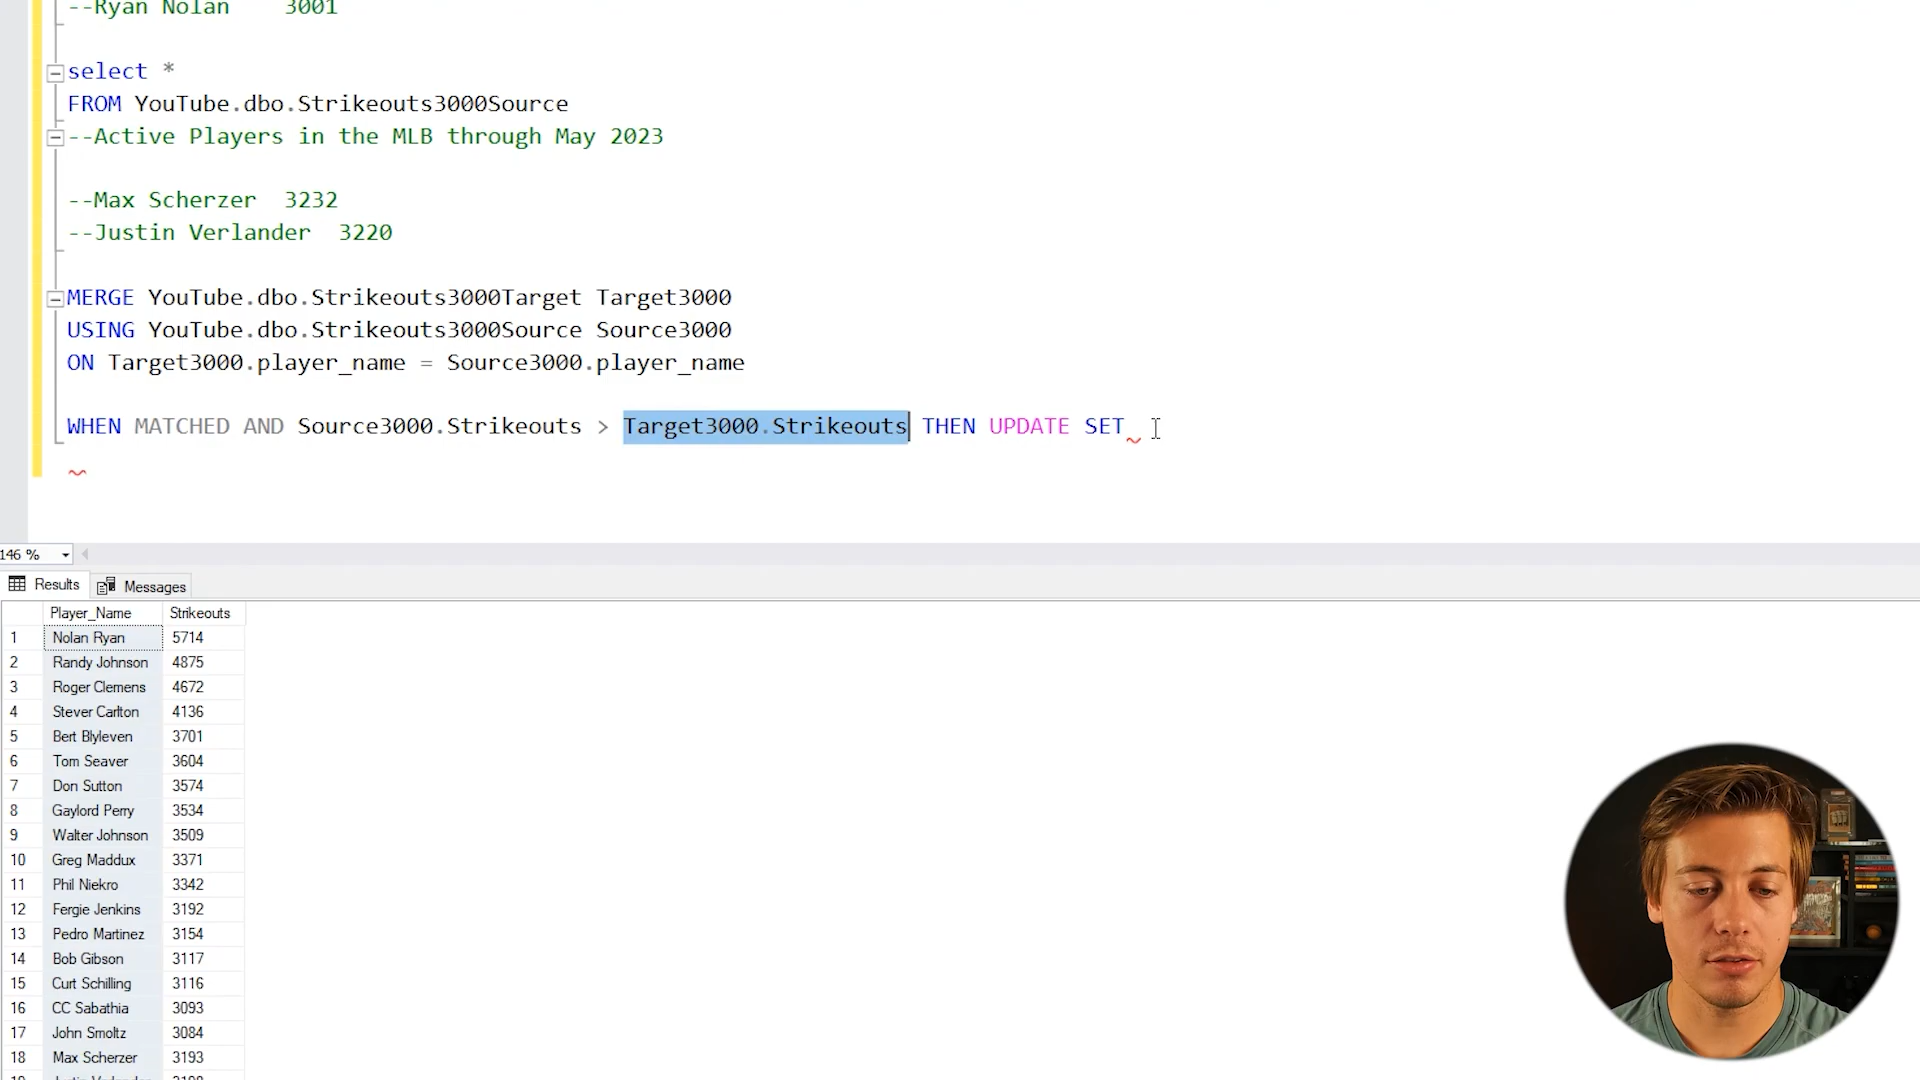 --Ryan Nolan    3001
select *
FROM YouTube.dbo.Strikeouts3000Source
--Active Players in the MLB through May 2023
--Max Scherzer  3232
--Justin Verlander  3220
MERGE YouTube.dbo.Strikeouts3000Target Target3000
USING YouTube.dbo.Strikeouts3000Source Source3000
ON Target3000.player_name = Source3000.player_name
WHEN MATCHED AND Source3000.Strikeouts > Target3000.Strikeouts THEN UPDATE SET
146 %
Results Messages
Player_Name Strikeouts
1 Nolan Ryan 5714
2 Randy Johnson 4875
3 Roger Clemens 4672
4 Stever Carlton 4136
5 Bert Blyleven 3701
6 Tom Seaver 3604
7 Don Sutton 3574
8 Gaylord Perry 3534
9 Walter Johnson 3509
10 Greg Maddux 3371
11 Phil Niekro 3342
12 Fergie Jenkins 3192
13 Pedro Martinez 3154
14 Bob Gibson 3117
15 Curt Schilling 3116
16 CC Sabathia 3093
17 John Smoltz 3084
18 Max Scherzer 3193